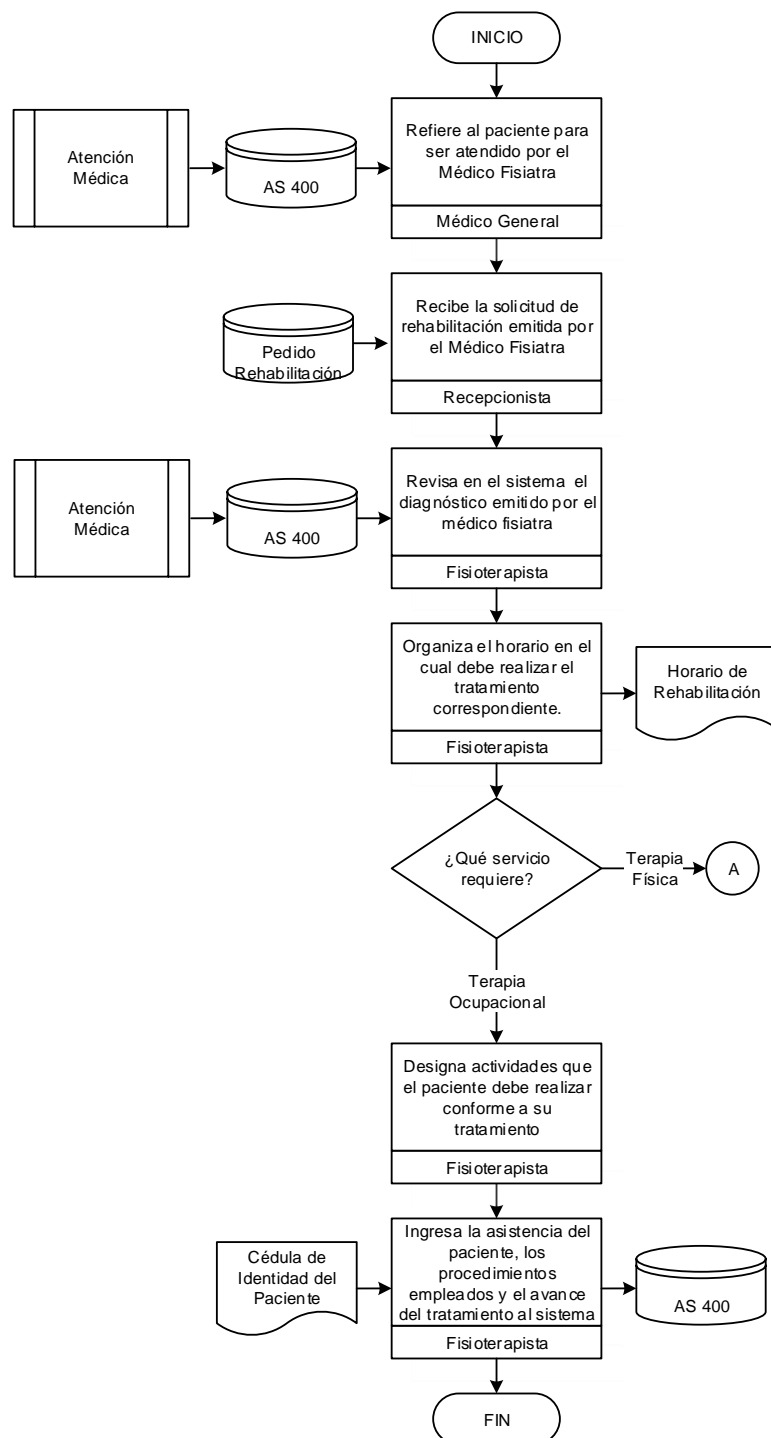 INICIO
Atención
Médica
AS 400
Refiere al paciente para
ser atendido por el
Médico Fisiatra
Médico General
Pedido
Rehabilitación
Recibe la solicitud de
rehabilitación emitida por
el Médico Fisiatra
Recepcionista
Atención
Médica
AS 400
Revisa en el sistema el
diagnóstico emitido por el
médico fisiatra
Fisioterapista
Organiza el horario en el
cual debe realizar el
tratamiento
correspondiente.
Fisioterapista
Horario de
Rehabilitación
¿Qué servicio
requiere?
Terapia
Física
A
Terapia
Ocupacional
Designa actividades que
el paciente debe realizar
conforme a su
tratamiento
Fisioterapista
Cédula de
Identidad del
Paciente
Ingresa la asistencia del
paciente, los
procedimientos
empleados y el avance
del tratamiento al sistema
Fisioterapista
AS 400
FIN